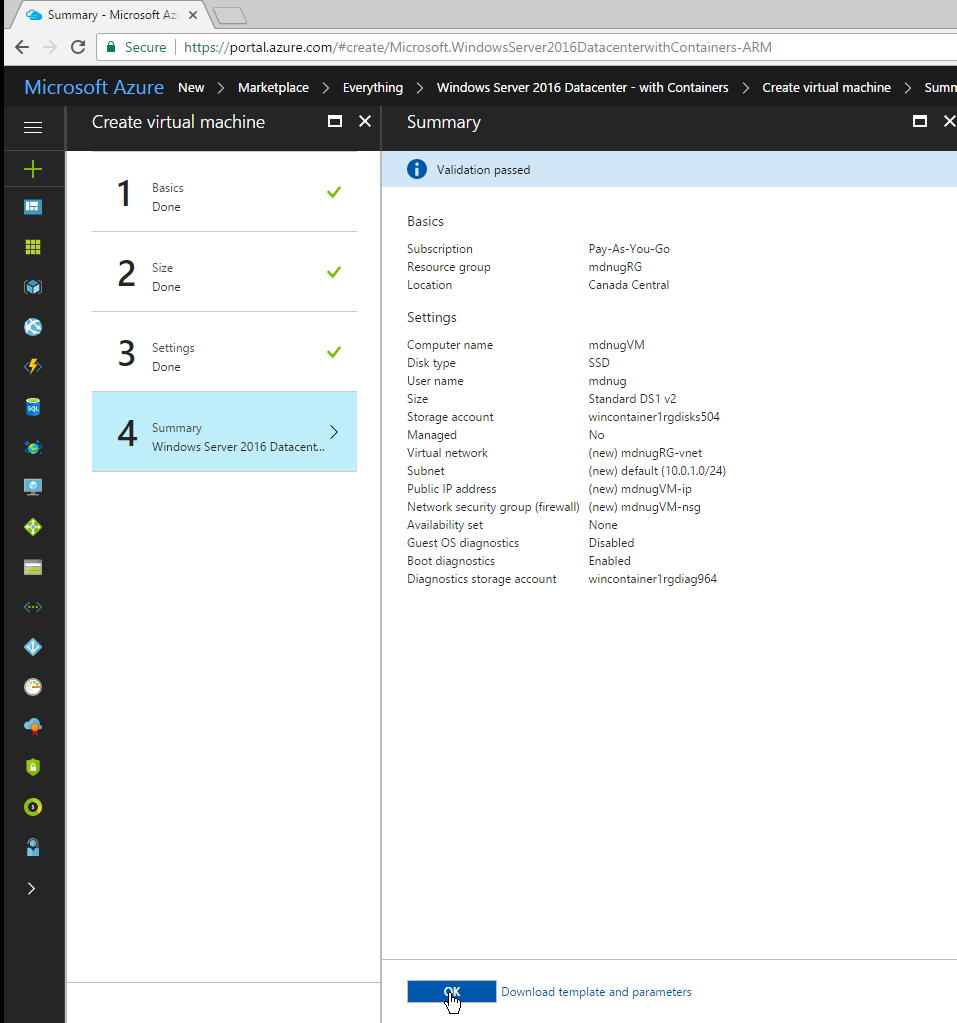 Summary - Microsoft Azu
Secure https://portal.azure.com/#create/Microsoft.WindowsServer2016DatacenterwithContainers-ARM
Microsoft Azure New > Marketplace > Everything > Windows Server 2016 Datacenter - with Containers > Create virtual machine > Summ
Create virtual machine
1 Basics
Done
2 Size
Done
3 Settings
Done
4 Summary
Windows Server 2016 Datacent...
Summary
Validation passed
Basics
Subscription Pay-As-You-Go
Resource group mdnugRG
Location Canada Central
Settings
Computer name mdnugVM
Disk type SSD
User name mdnug
Size Standard DS1 v2
Storage account wincontainer1rgdisks504
Managed No
Virtual network (new) mdnugRG-vnet
Subnet (new) default (10.0.1.0/24)
Public IP address (new) mdnugVM-ip
Network security group (firewall) (new) mdnugVM-nsg
Availability set None
Guest OS diagnostics Disabled
Boot diagnostics Enabled
Diagnostics storage account wincontainer1rgdiag964
OK Download template and parameters
SQL